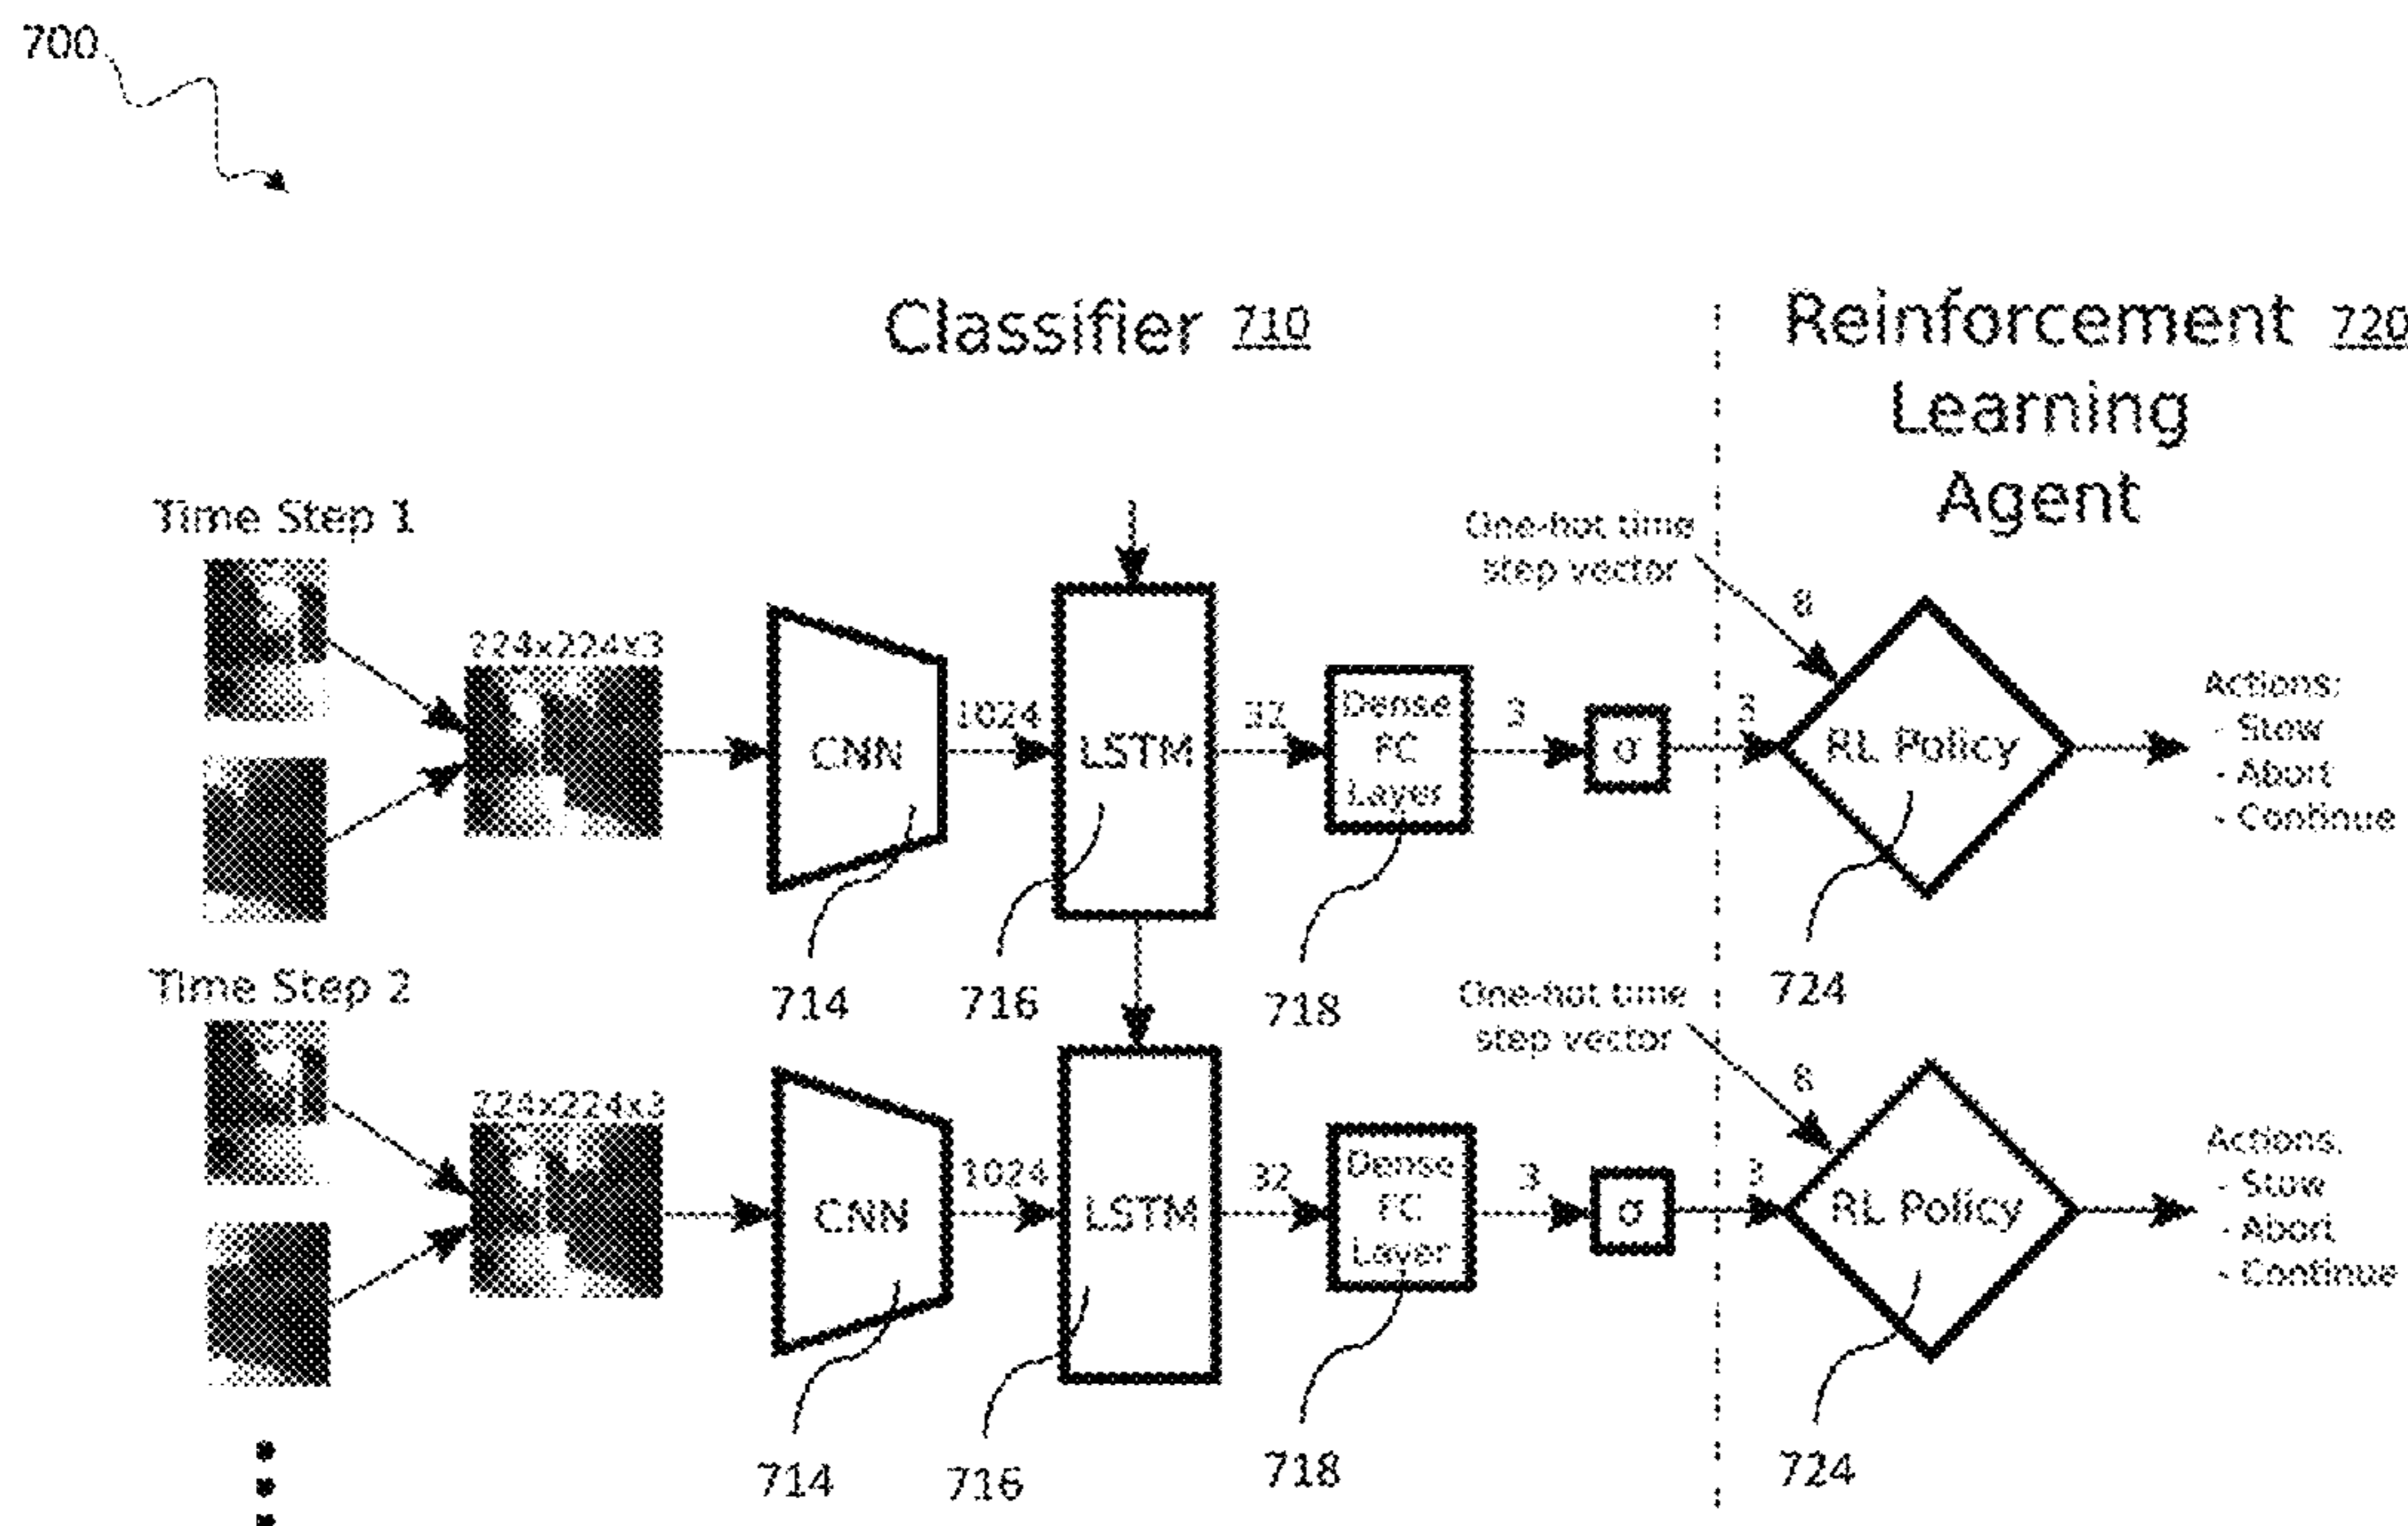 700
Classifier 710
Reinforcement 720
Learning
Agent
Time Step 1
One-hot time
step vector
8
224x224x3
CNN
1024
LSTM
32
Dense
FC
Layer
3
σ
3
RL Policy
Actions:
- Stow
- Abort
- Continue
714
716
718
724
Time Step 2
One-hot time
step vector
8
224x224x3
CNN
1024
LSTM
32
Dense
FC
Layer
3
σ
3
RL Policy
Actions:
- Stow
- Abort
- Continue
714
716
718
724